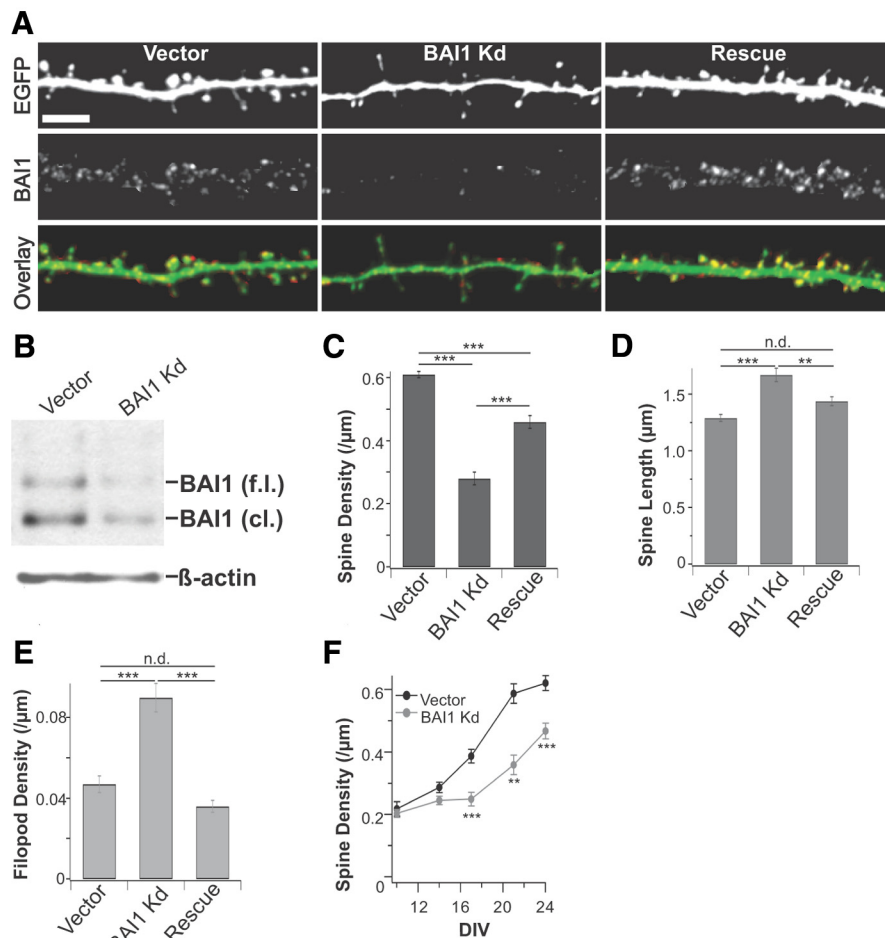 A
Vector BAI1 Kd Rescue
EGFP
BAI1
Overlay
B
Vector BAI1 Kd
BAI1 (f.l.)
BAI1 (cl.)
ß-actin
C
***
***
***
Spine Density (/µm)
0.6
0.4
0.2
0
Vector BAI1 Kd Rescue
D
n.d.
*** **
Spine Length (µm)
1.5
1.0
.5
0
Vector BAI1 Kd Rescue
E
n.d.
*** ***
Filopod Density (/µm)
0.08
0.04
0
Vector BAI1 Kd Rescue
F
Vector
BAI1 Kd
Spine Density (/µm)
0.6
0.4
0.2
0
***
**
***
12 16 20 24
DIV